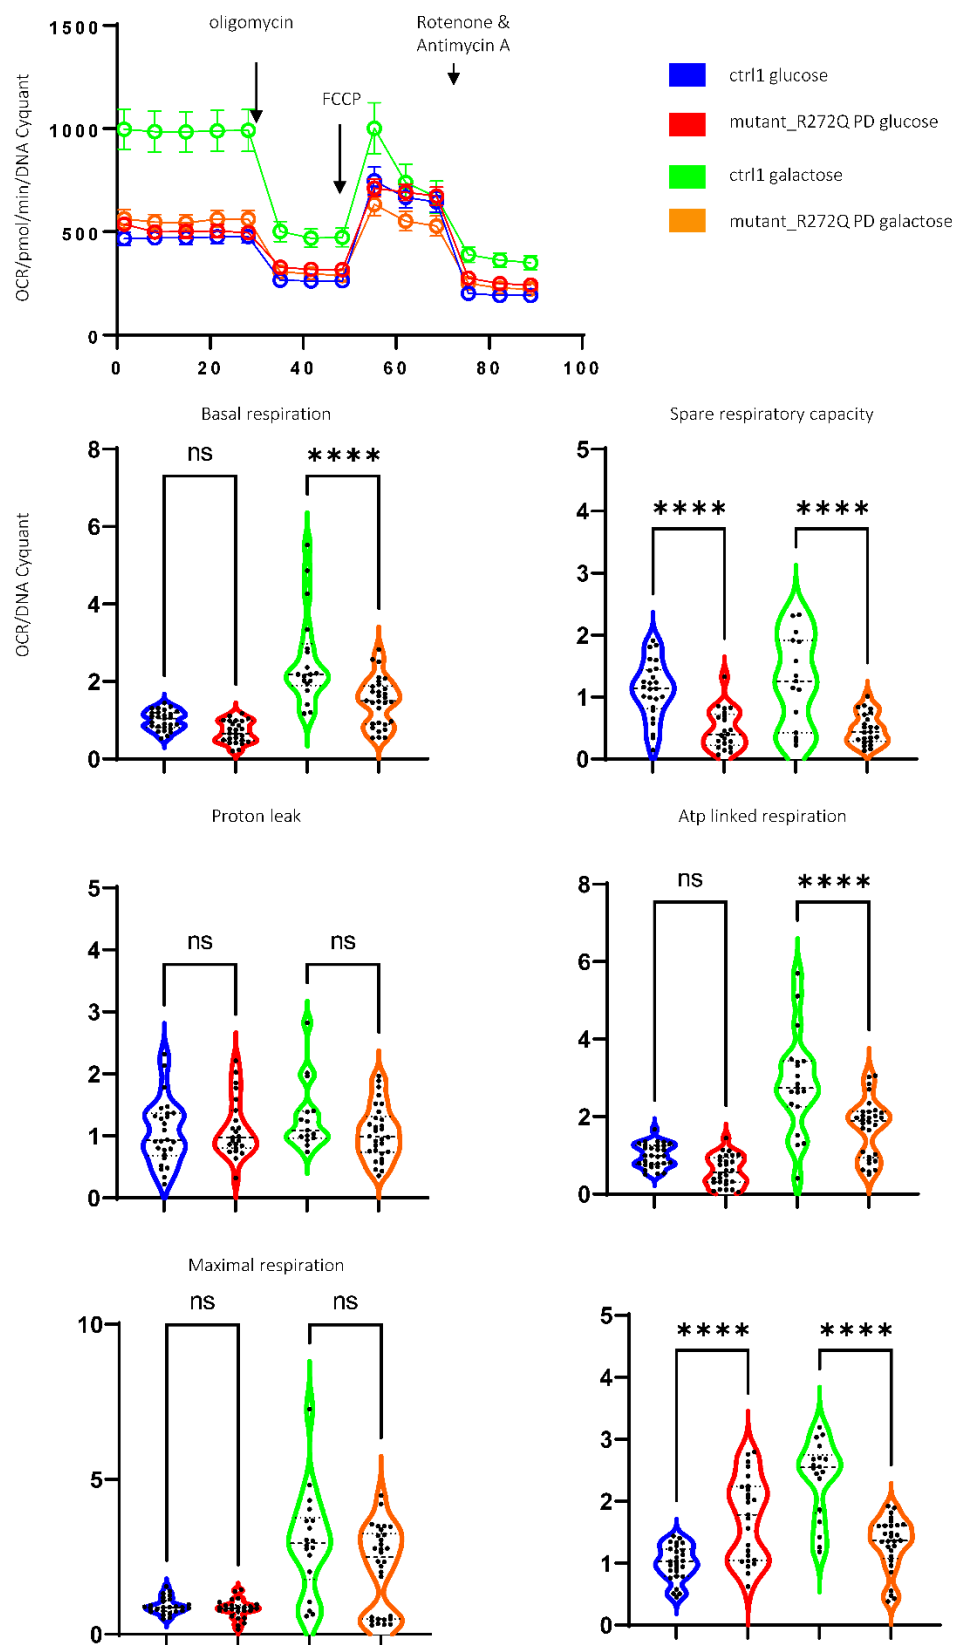 oligomycin
Rotenone &
Antimycin A
FCCP
OCR/pmol/min/DNA Cyquant
1500
1000
500
0
0 20 40 60 80 100
ctrl1 glucose
mutant_R272Q PD glucose
ctrl1 galactose
mutant_R272Q PD galactose
Basal respiration
OCR/DNA Cyquant
8
6
4
2
0
ns
****
Spare respiratory capacity
5
4
3
2
1
0
****
****
Proton leak
5
4
3
2
1
0
ns
ns
Atp linked respiration
8
6
4
2
0
ns
****
Maximal respiration
10
5
0
ns
ns
5
4
3
2
1
0
****
****